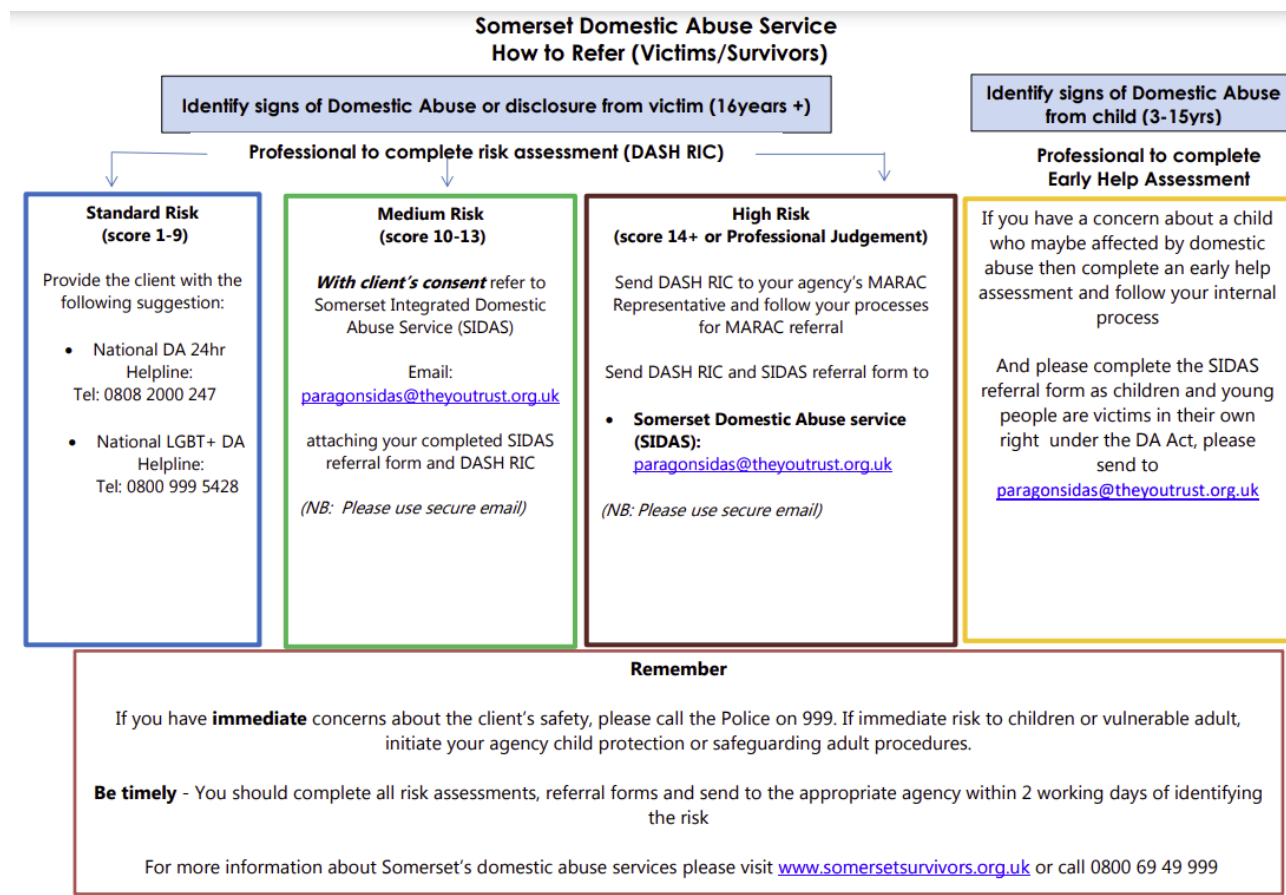 Somerset Domestic Abuse Service
How to Refer (Victims/Survivors)
Identify signs of Domestic Abuse or disclosure from victim (16years +)
Professional to complete risk assessment (DASH RIC)
Standard Risk
(score 1-9)
Provide the client with the
following suggestion:
• National DA 24hr
Helpline:
Tel: 0808 2000 247
• National LGBT+ DA
Helpline:
Tel: 0800 999 5428
Medium Risk
(score 10-13)
With client's consent refer to
Somerset Integrated Domestic
Abuse Service (SIDAS)
Email:
paragonsidas@theyoutrust.org.uk
attaching your completed SIDAS
referral form and DASH RIC
(NB: Please use secure email)
High Risk
(score 14+ or Professional Judgement)
Send DASH RIC to your agency's MARAC
Representative and follow your processes
for MARAC referral
Send DASH RIC and SIDAS referral form to
• Somerset Domestic Abuse service
(SIDAS):
paragonsidas@theyoutrust.org.uk
(NB: Please use secure email)
Identify signs of Domestic Abuse
from child (3-15yrs)
Professional to complete
Early Help Assessment
If you have a concern about a child
who maybe affected by domestic
abuse then complete an early help
assessment and follow your internal
process
And please complete the SIDAS
referral form as children and young
people are victims in their own
right under the DA Act, please
send to
paragonsidas@theyoutrust.org.uk
Remember
If you have immediate concerns about the client's safety, please call the Police on 999. If immediate risk to children or vulnerable adult,
initiate your agency child protection or safeguarding adult procedures.
Be timely - You should complete all risk assessments, referral forms and send to the appropriate agency within 2 working days of identifying
the risk
For more information about Somerset's domestic abuse services please visit www.somersetsurvivors.org.uk or call 0800 69 49 999